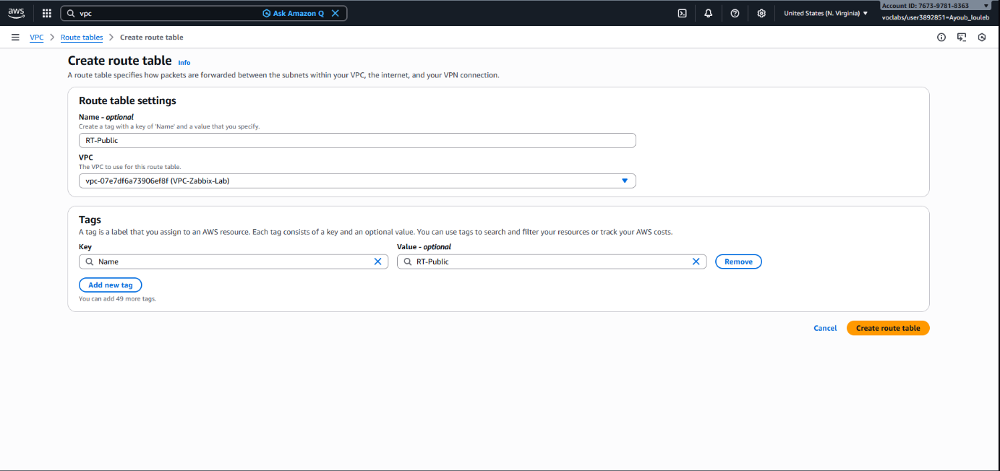 aws
vpc
Ask Amazon Q
United States (N. Virginia)
Account ID: 7673-9781-8363
voclabs/user3892851=Ayoub_louleb
VPC
Route tables
Create route table
Create route table
Info
A route table specifies how packets are forwarded between the subnets within your VPC, the internet, and your VPN connection.
Route table settings
Name - optional
Create a tag with a key of 'Name' and a value that you specify.
RT-Public
VPC
The VPC to use for this route table.
vpc-07e7df6a73906ef8f (VPC-Zabbix-Lab)
Tags
A tag is a label that you assign to an AWS resource. Each tag consists of a key and an optional value. You can use tags to search and filter your resources or track your AWS costs.
Key
Value - optional
Name
RT-Public
Remove
Add new tag
You can add 49 more tags.
Cancel
Create route table